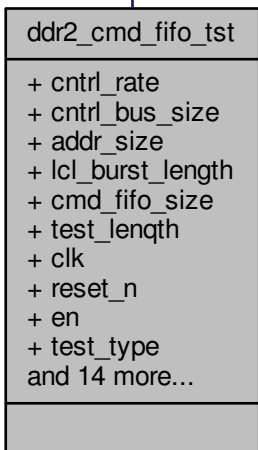 ddr2_cmd_fifo_tst
+ cntrl_rate
+ cntrl_bus_size
+ addr_size
+ lcl_burst_length
+ cmd_fifo_size
+ test_lenqth
+ clk
+ reset_n
+ en
+ test_type
and 14 more...